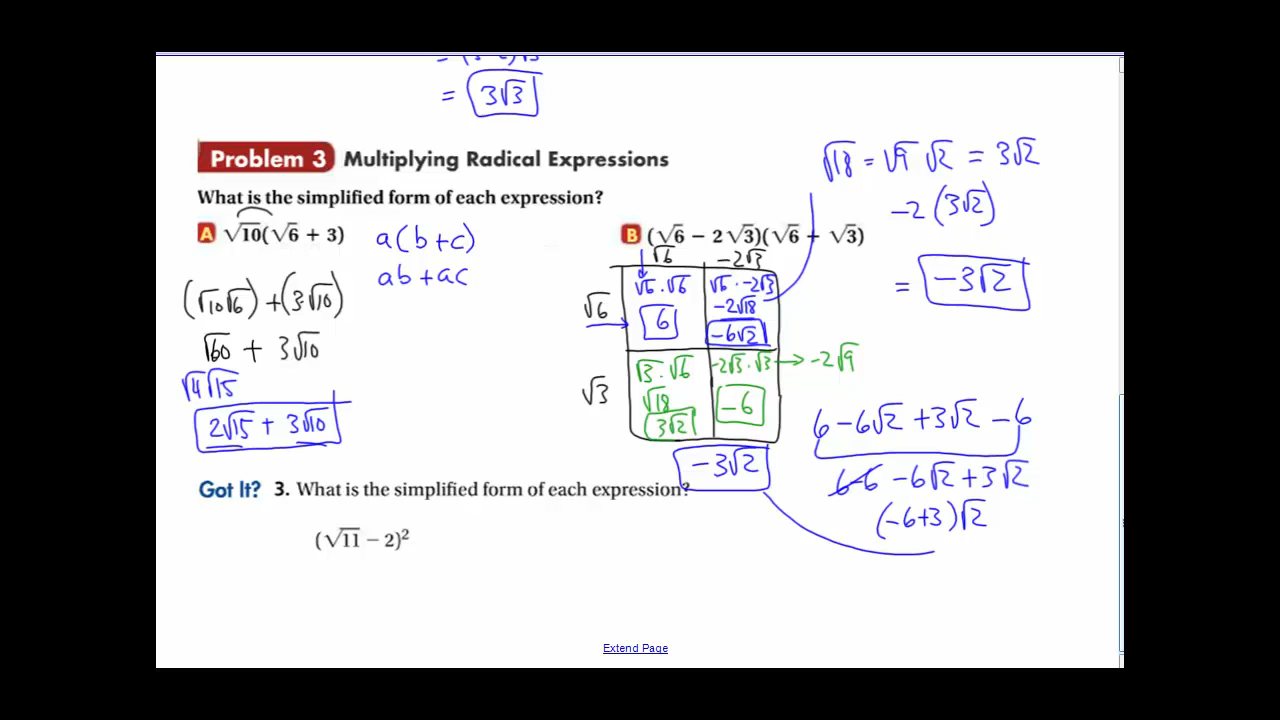 = 3√3
Problem 3 Multiplying Radical Expressions
What is the simplified form of each expression?
A √10(√6 + 3)
a(b+c)
ab+ac
(√10√6)+(3√10)
√60 + 3√10
√4√15
2√15 + 3√10
B (√6 − 2√3)(√6 + √3)
√6 -2√3
√6
√6·√6
6
√6·-2√3
-2√18
-6√2
√3
√3·√6
√18
3√2
-2√3·√3 → -2√9
-6
-3√2
√18 = √9 √2 = 3√2
-2(3√2)
= -3√2
6-6√2+3√2-6
6-6-6√2+3√2
(-6+3)√2
Got It? 3. What is the simplified form of each expression?
(√11 − 2)²
Extend Page